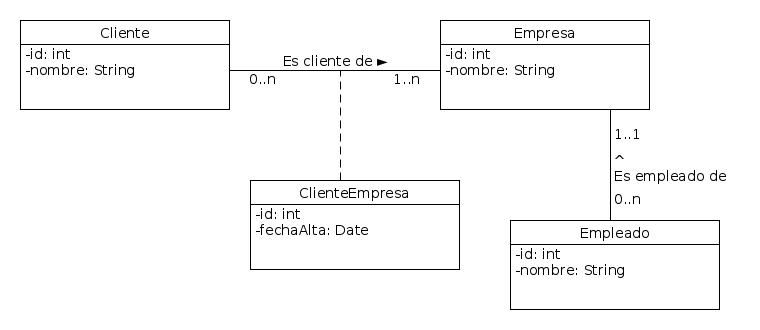 Cliente
-id: int
-nombre: String
Es cliente de ►
0..n
1..n
Empresa
-id: int
-nombre: String
ClienteEmpresa
-id: int
-fechaAlta: Date
1..1
^
Es empleado de
0..n
Empleado
-id: int
-nombre: String